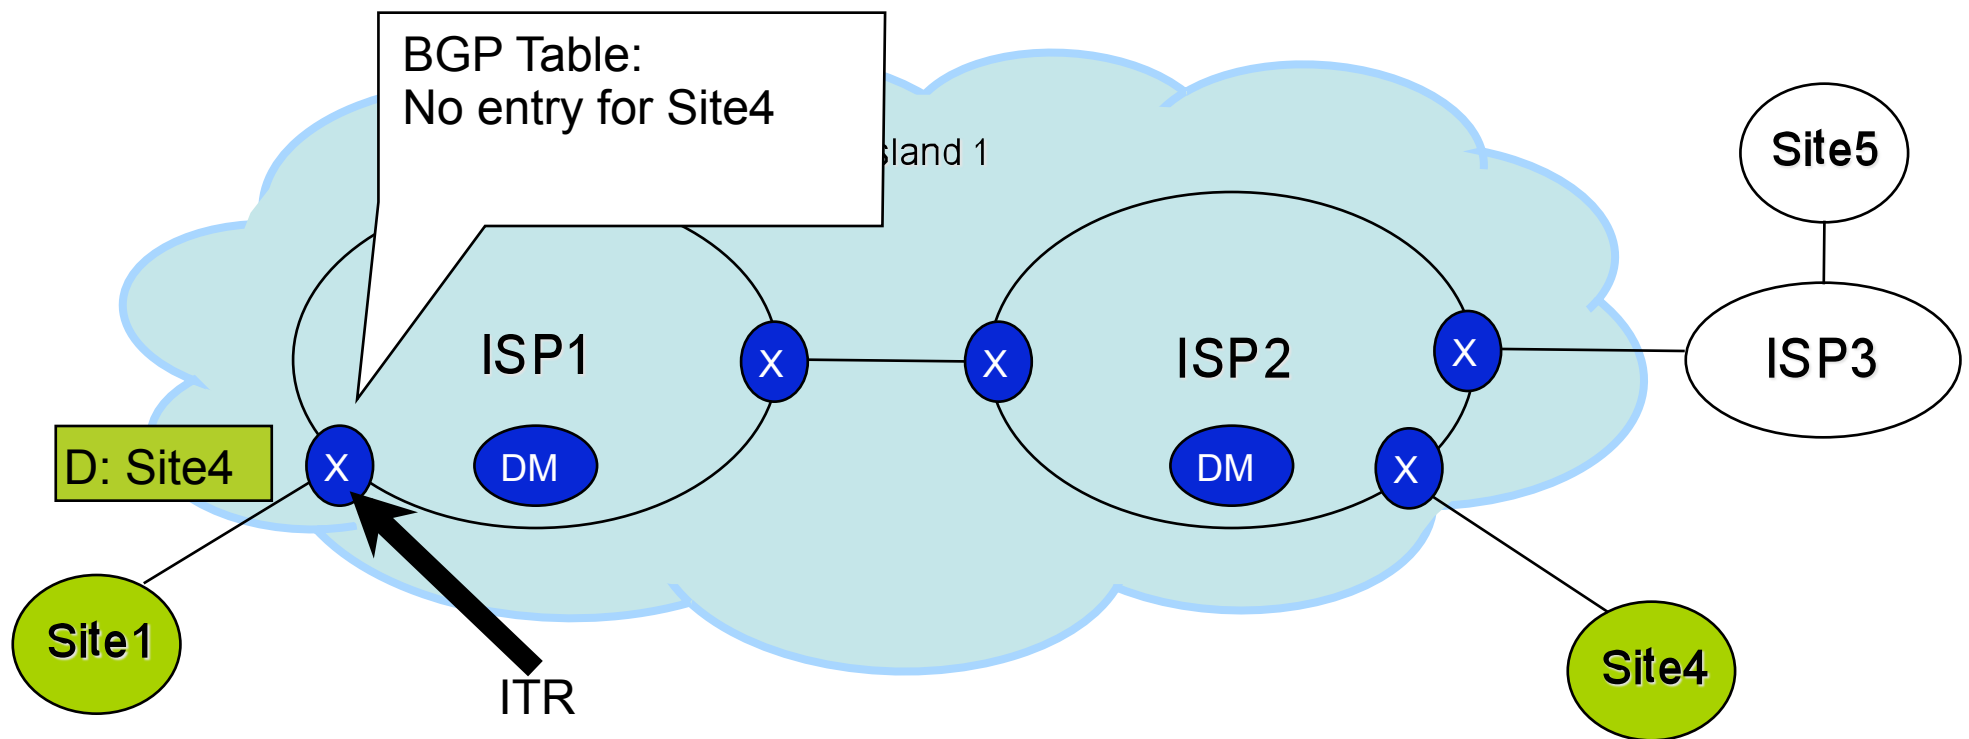 BGP Table:
No entry for Site4
sland 1
Site5
ISP1
X
X
ISP2
X
ISP3
D: Site4
X
DM
DM
X
Site1
ITR
Site4